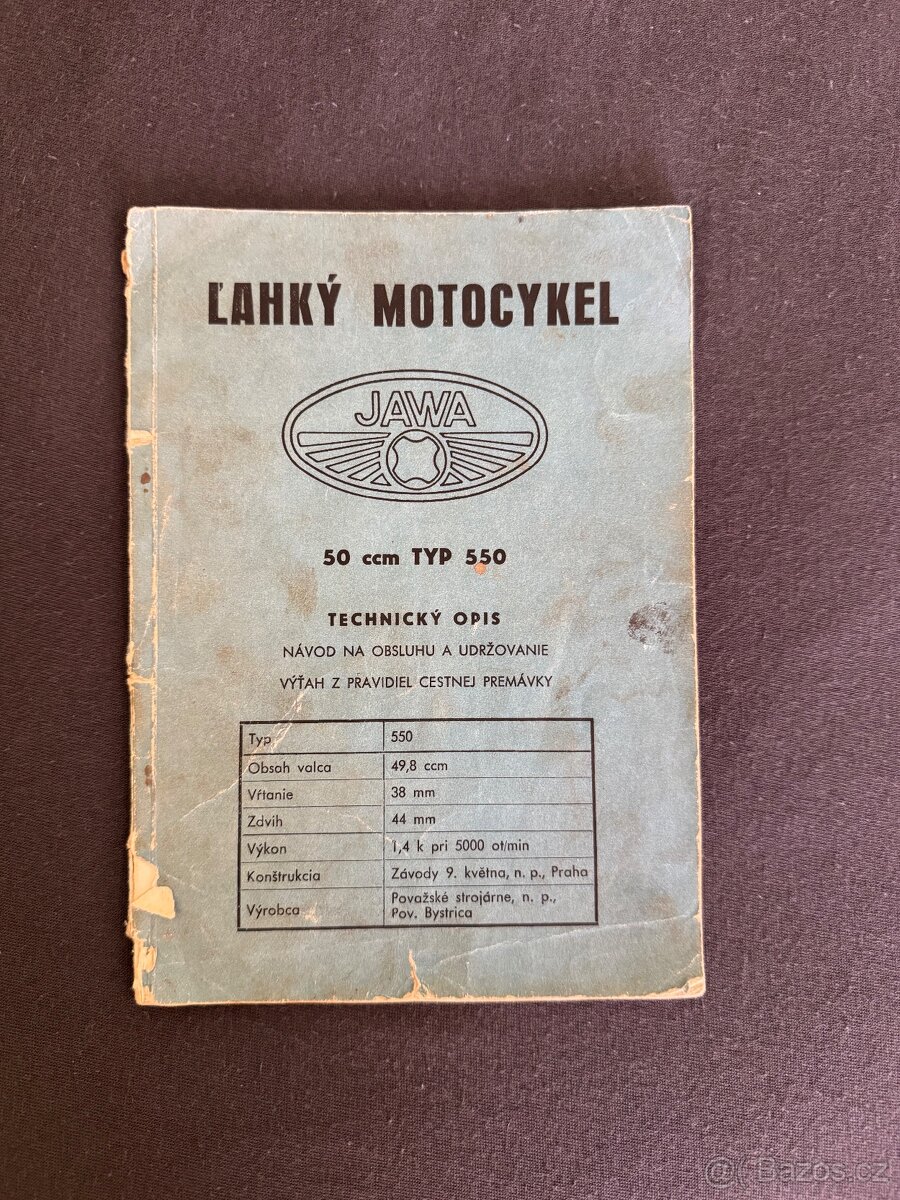 ĽAHKÝ MOTOCYKEL
JAWA
50 ccm TYP 550
TECHNICKÝ OPIS
NÁVOD NA OBSLUHU A UDRŽOVANIE
VÝŤAH Z PRAVIDIEL CESTNEJ PREMÁVKY
Typ 550
Obsah valca 49,8 ccm
Vŕtanie 38 mm
Zdvih 44 mm
Výkon 1,4 k pri 5000 ot/min
Konštrukcia Závody 9. května, n. p., Praha
Výrobca Považské strojárne, n. p.,
Pov. Bystrica
Bazos.cz